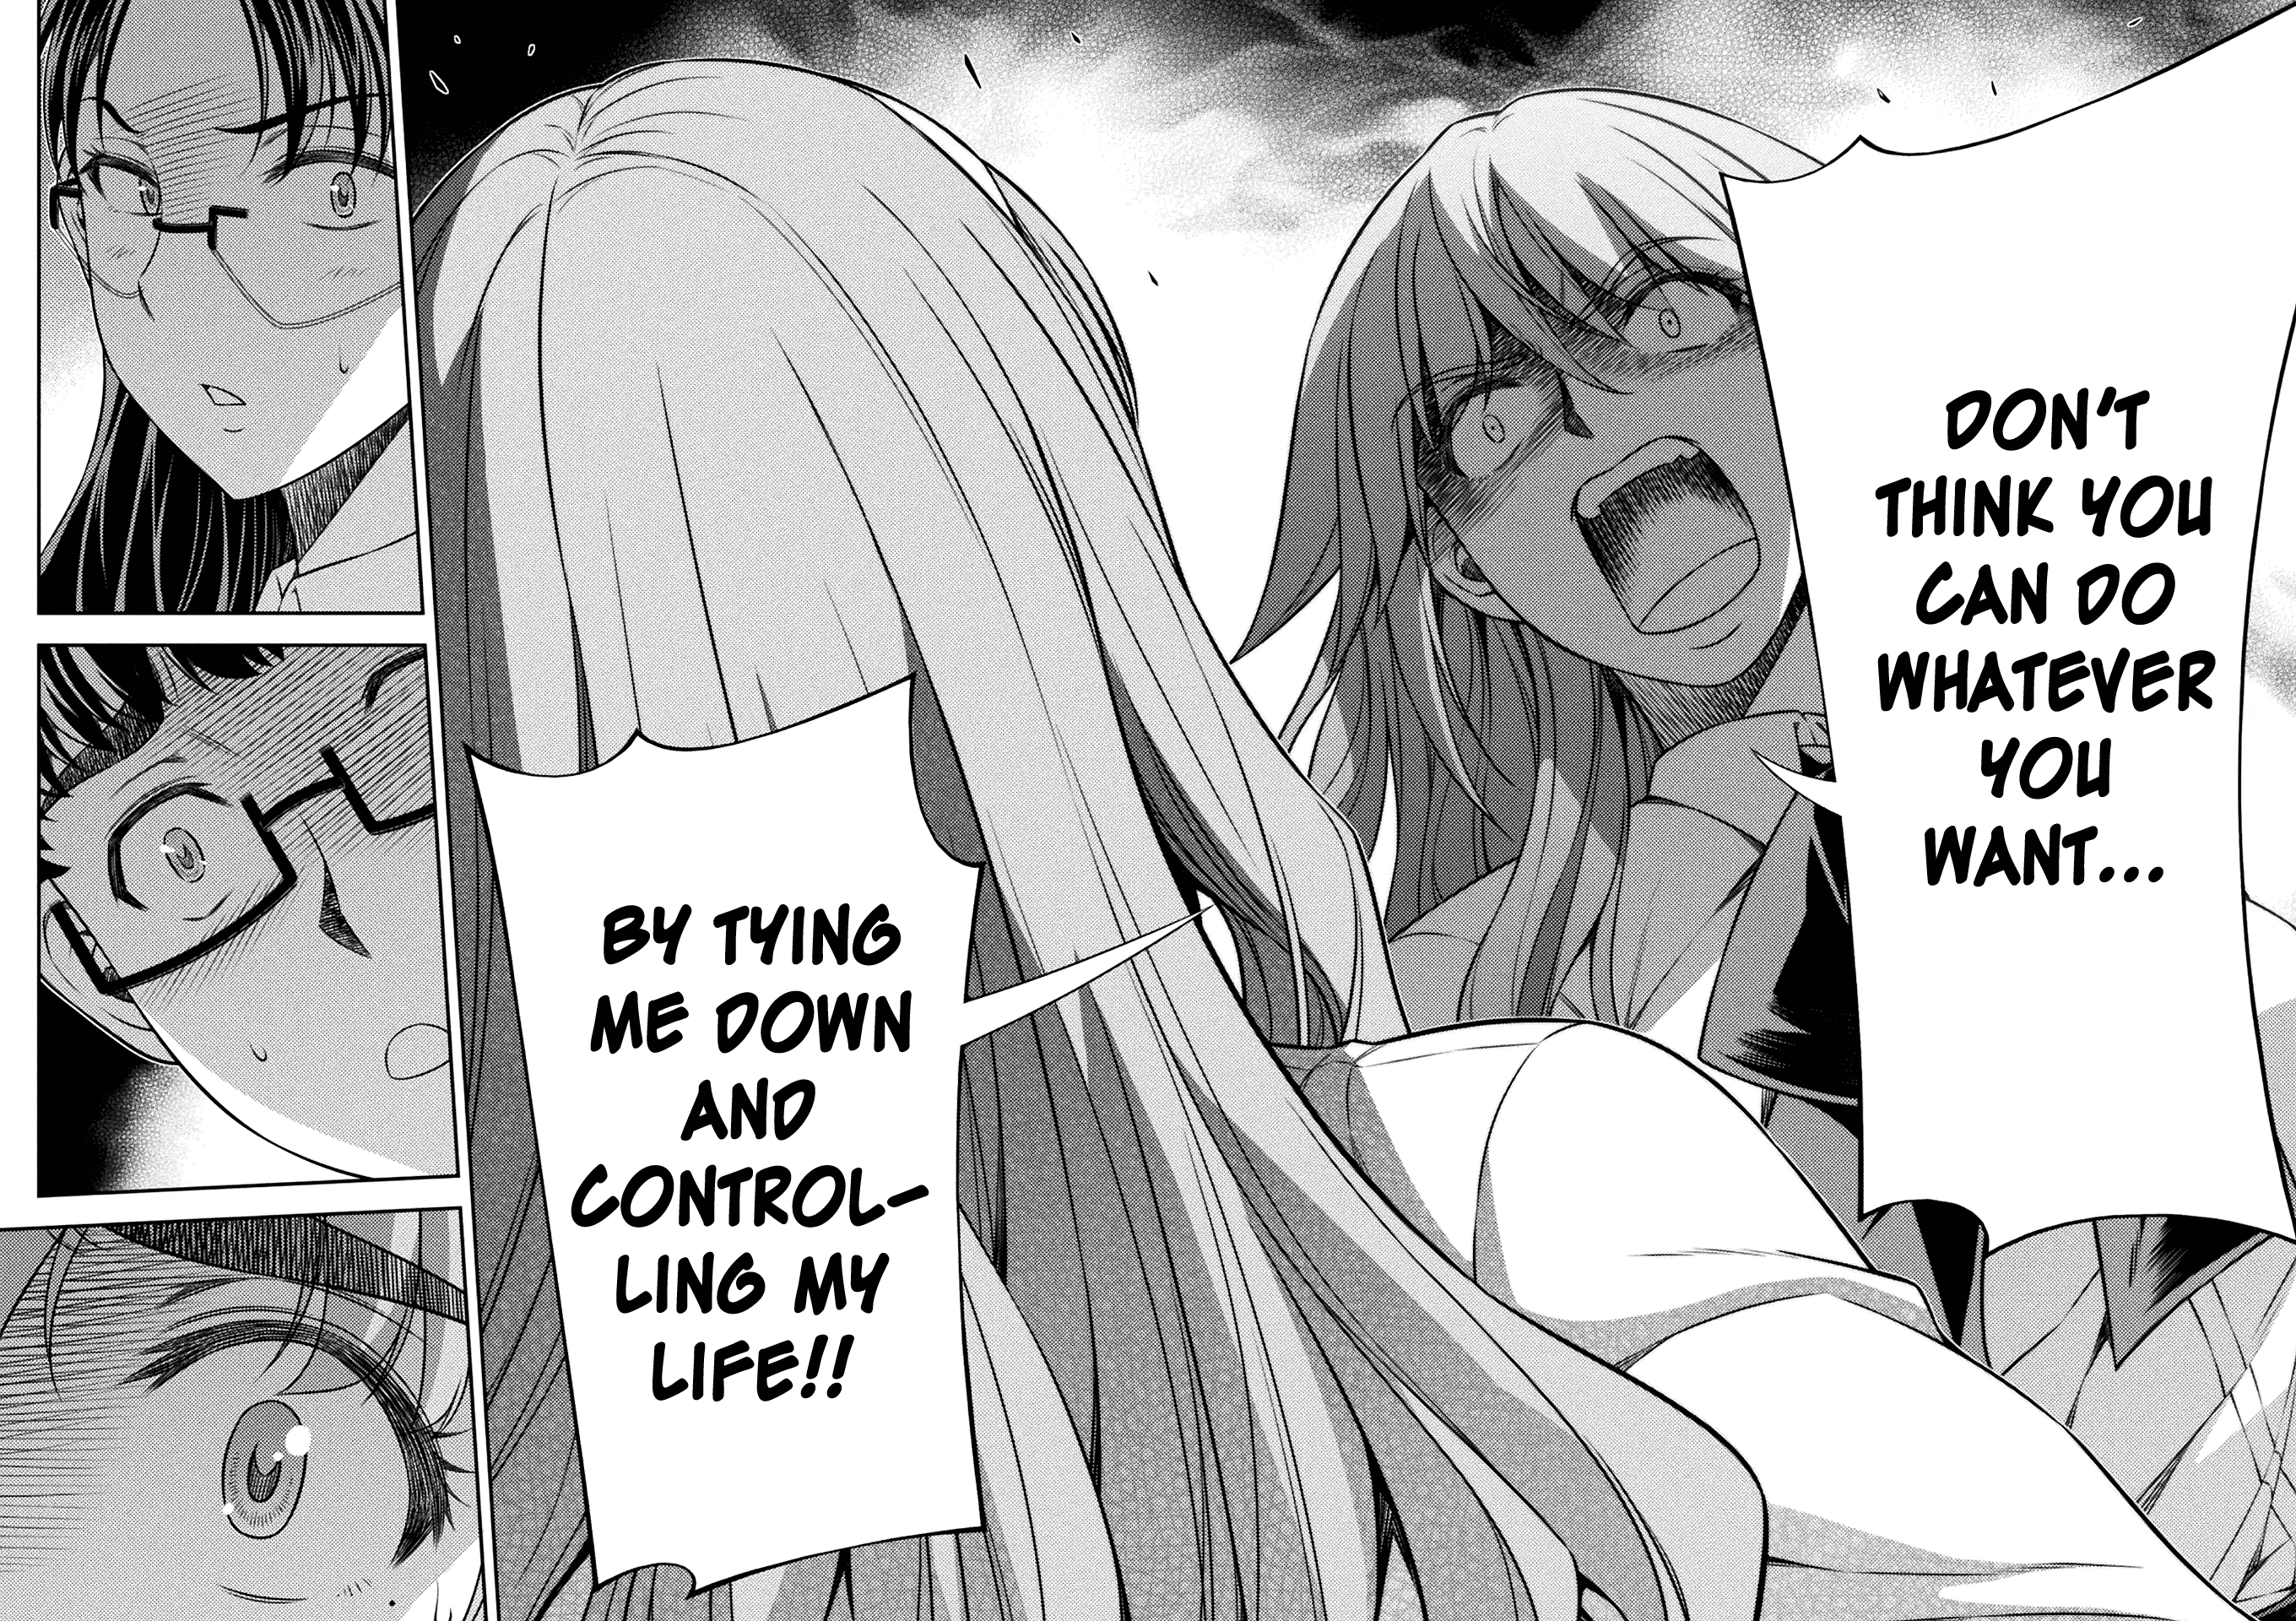 DON'T
THINK YOU
CAN DO
WHATEVER
YOU
WANT...
BY TYING
ME DOWN
AND
CONTROL-
LING MY
LIFE!!